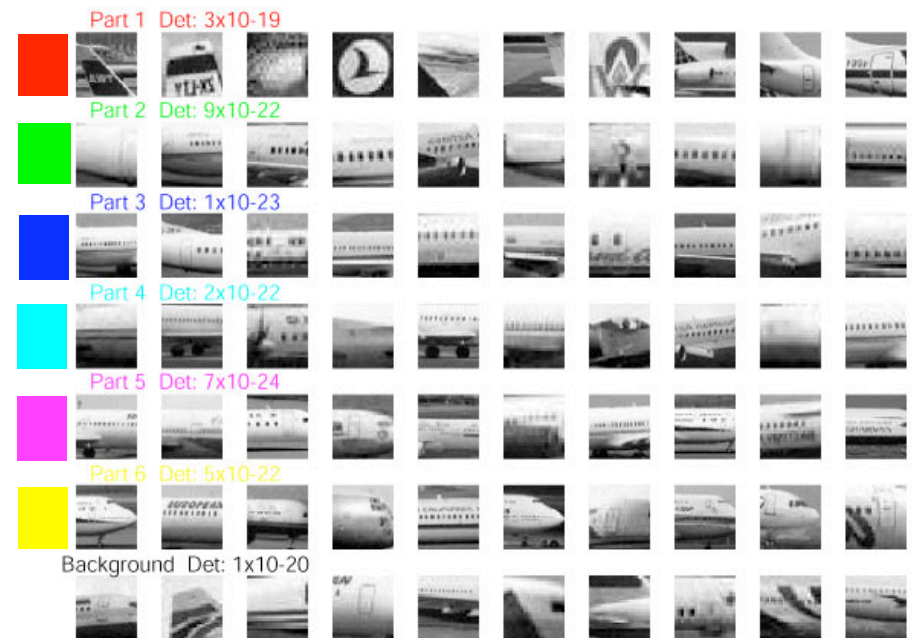 Part 1 Det: 3x10-19
Part 2 Det: 9x10-22
Part 3 Det: 1x10-23
Part 4 Det: 2x10-22
Part 5 Det: 7x10-24
Part 6 Det: 5x10-22
EUROPEAN
Background Det: 1x10-20